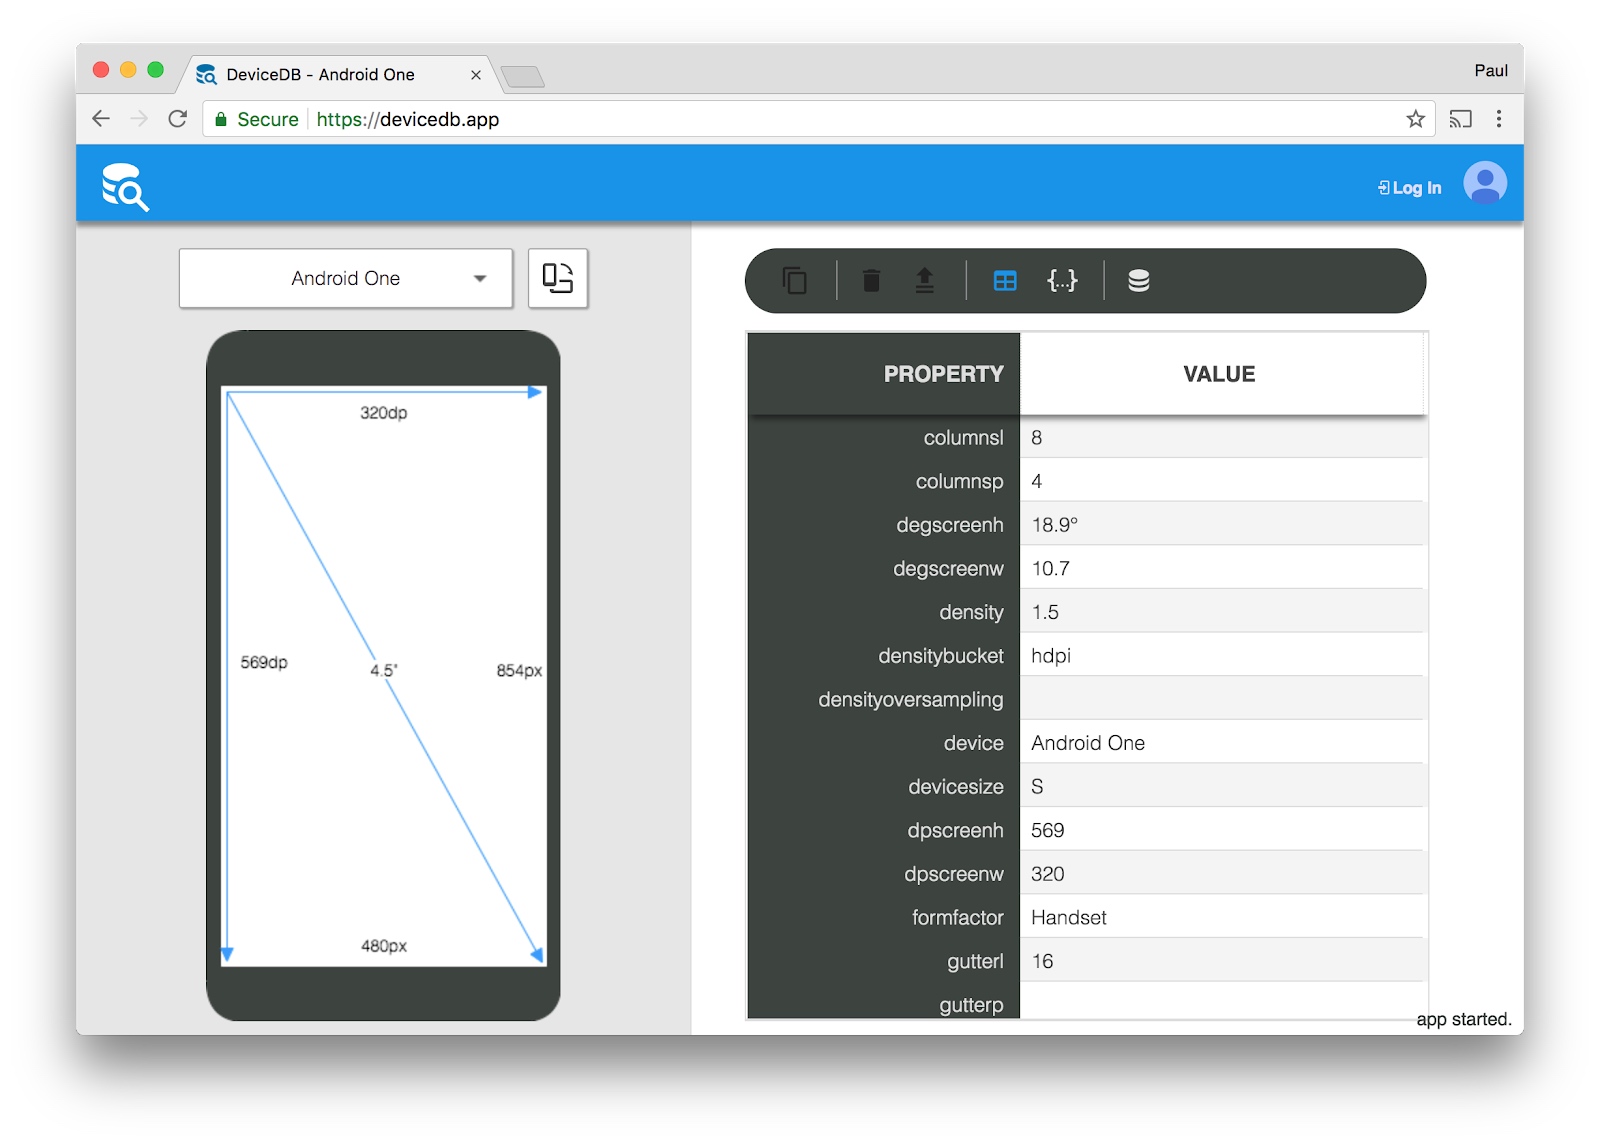 DeviceDB - Android One
Paul
Secure https://devicedb.app
Log In
Android One
320dp
569dp
4.5"
854px
480px
{...}
PROPERTY VALUE
columnsl 8
columnsp 4
degscreenh 18.9°
degscreenw 10.7
density 1.5
densitybucket hdpi
densityoversampling
device Android One
devicesize S
dpscreenh 569
dpscreenw 320
formfactor Handset
gutterl 16
gutterp
app started.